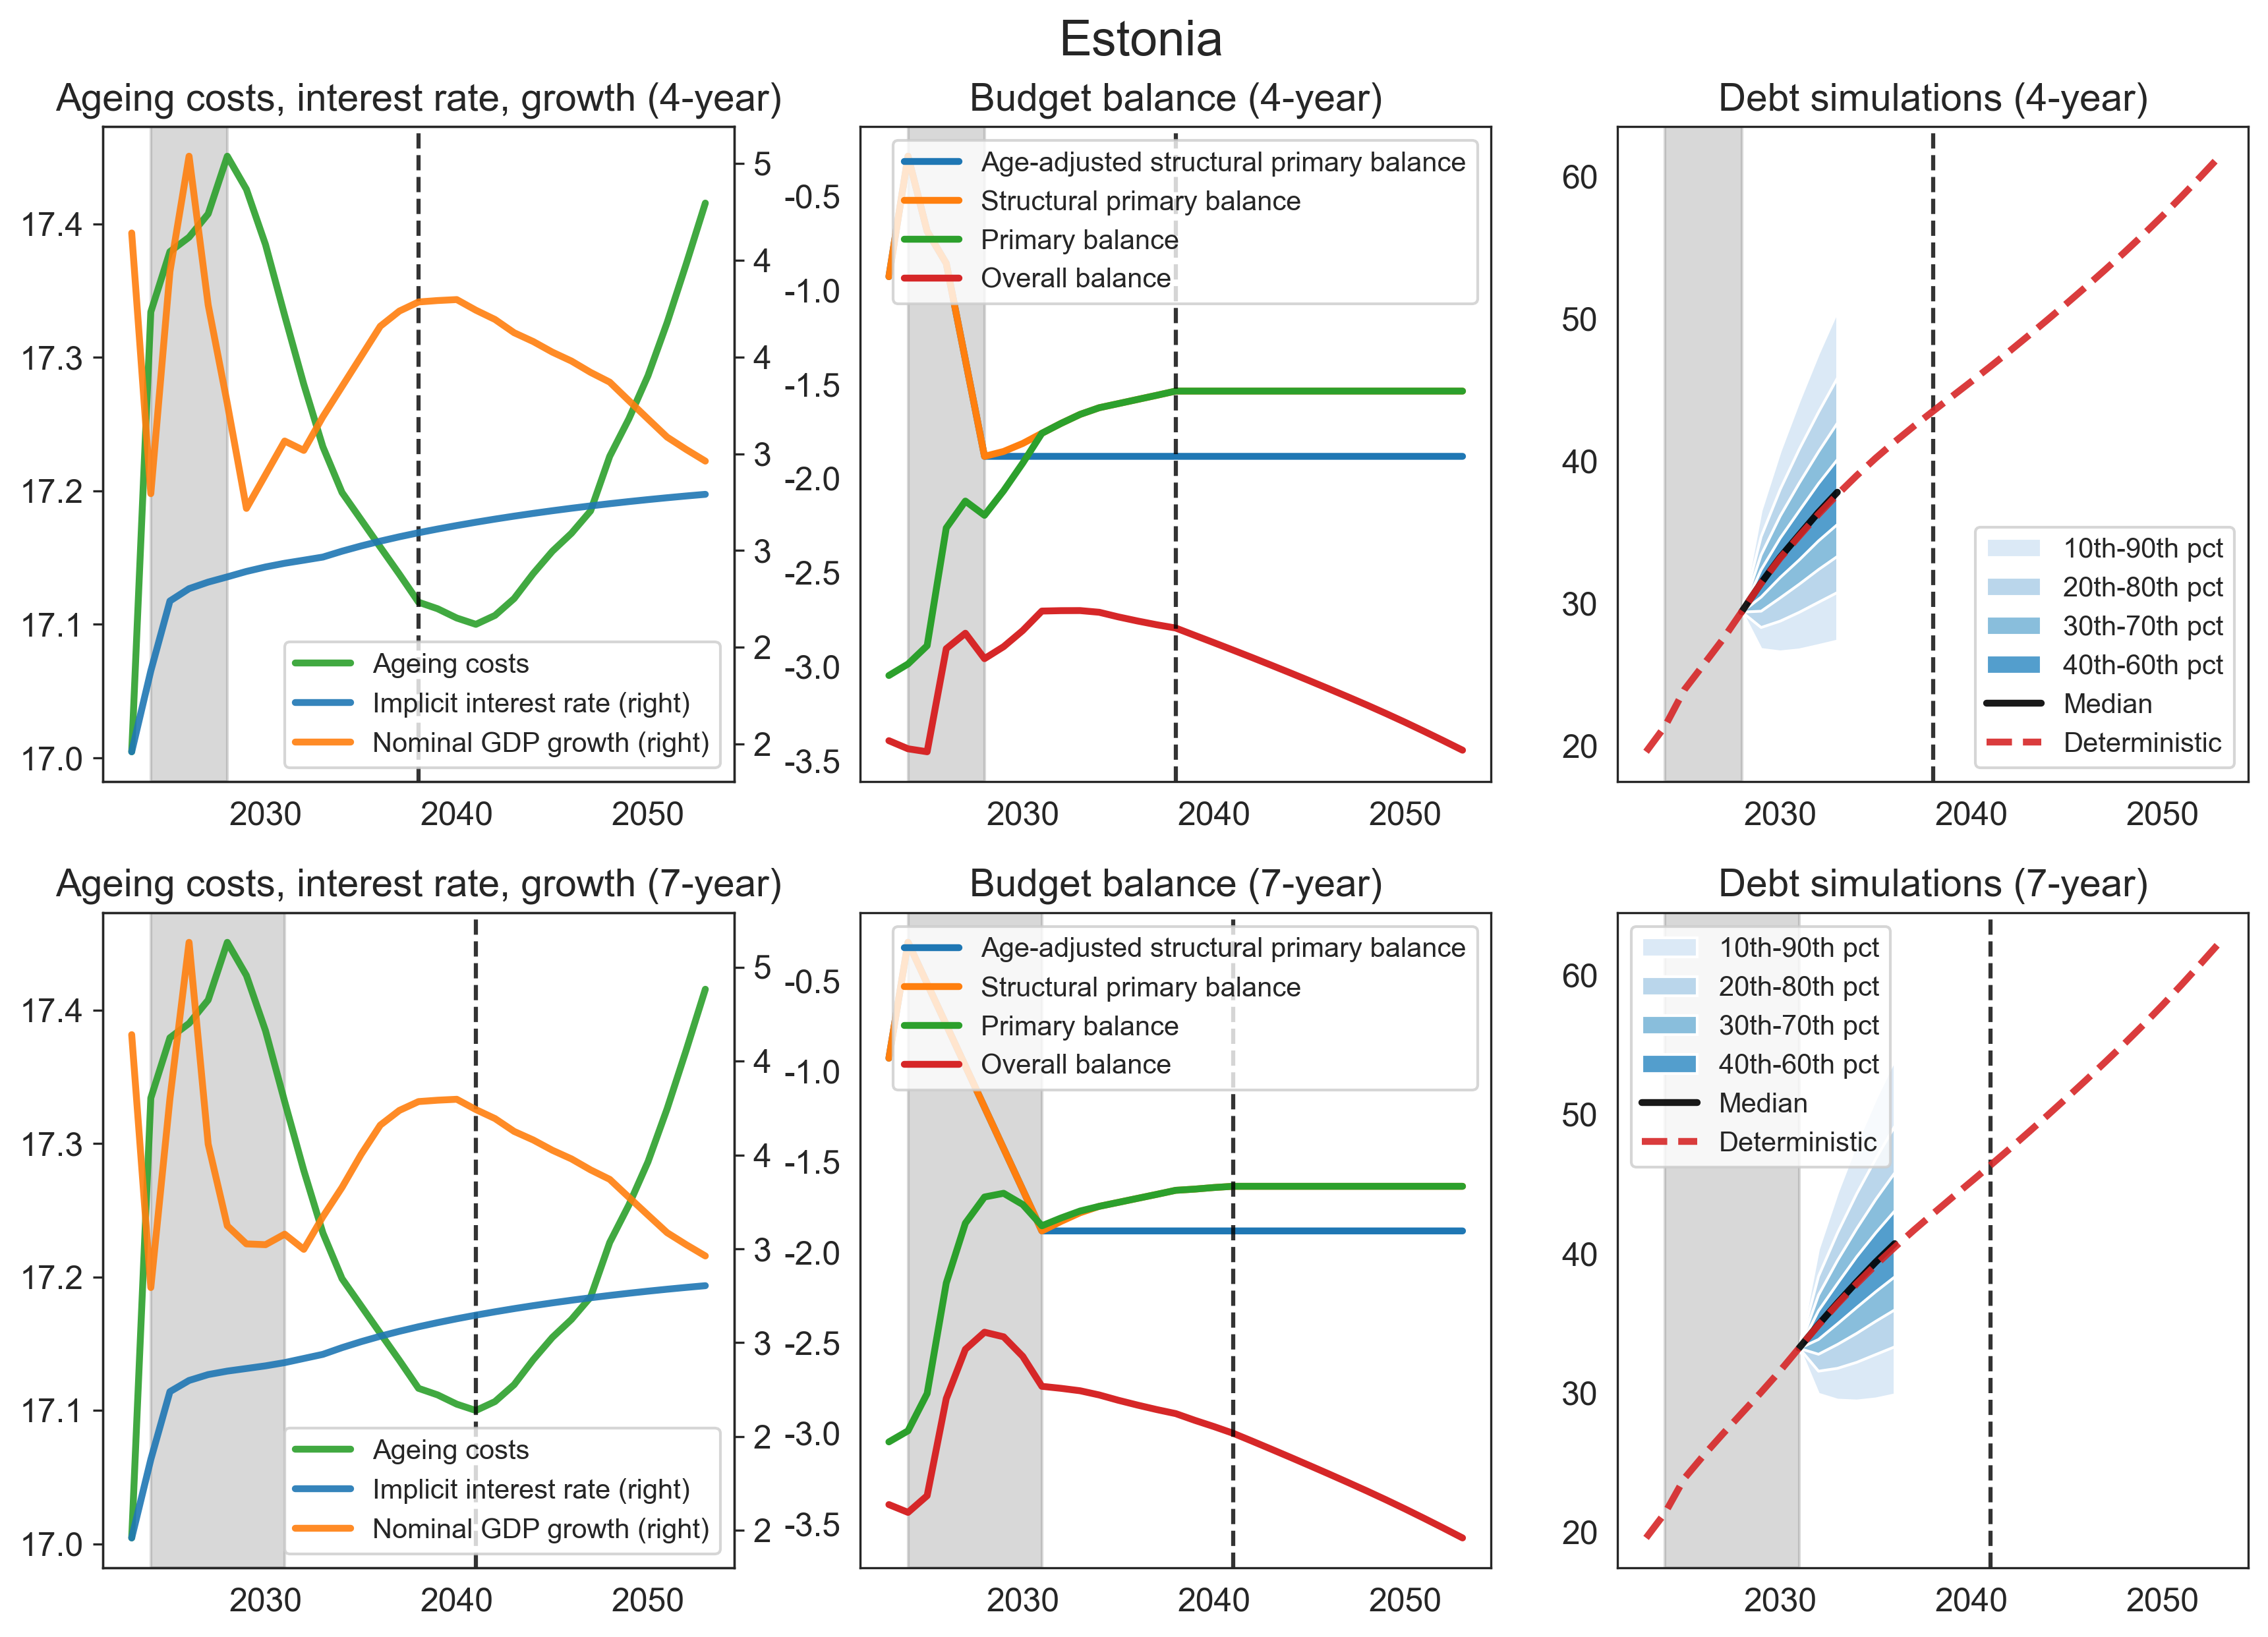 Estonia
Ageing costs, interest rate, growth (4-year)
17.4
17.3
17.2
17.1
17.0
5
4
4
3
3
2
2
2030
2040
2050
Ageing costs
Implicit interest rate (right)
Nominal GDP growth (right)
Budget balance (4-year)
-0.5
-1.0
-1.5
-2.0
-2.5
-3.0
-3.5
2030
2040
2050
Age-adjusted structural primary balance
Structural primary balance
Primary balance
Overall balance
Debt simulations (4-year)
60
50
40
30
20
2030
2040
2050
10th-90th pct
20th-80th pct
30th-70th pct
40th-60th pct
Median
Deterministic
Ageing costs, interest rate, growth (7-year)
17.4
17.3
17.2
17.1
17.0
5
4
4
3
3
2
2
2030
2040
2050
Ageing costs
Implicit interest rate (right)
Nominal GDP growth (right)
Budget balance (7-year)
-0.5
-1.0
-1.5
-2.0
-2.5
-3.0
-3.5
2030
2040
2050
Age-adjusted structural primary balance
Structural primary balance
Primary balance
Overall balance
Debt simulations (7-year)
60
50
40
30
20
2030
2040
2050
10th-90th pct
20th-80th pct
30th-70th pct
40th-60th pct
Median
Deterministic